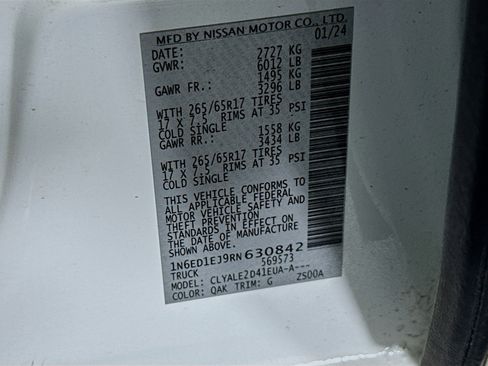 MFD BY NISSAN MOTOR CO., LTD.
DATE: 01/24
GVWR: 2727 KG
6012 LB
GAWR FR.: 1495 KG
3296 LB
WITH 265/65R17 TIRES
17 X 7.5 RIMS AT 35 PSI
COLD SINGLE
GAWR RR.: 1558 KG
3434 LB
WITH 265/65R17 TIRES
17 X 7.5 RIMS AT 35 PSI
COLD SINGLE
THIS VEHICLE CONFORMS TO
ALL APPLICABLE FEDERAL
MOTOR VEHICLE SAFETY AND
THEFT PREVENTION
STANDARDS IN EFFECT ON
THE DATE OF MANUFACTURE
SHOWN ABOVE.
1N6ED1EJ9RN630842
TRUCK 569573
MODEL: CLYALE2D41EUA-A---
COLOR: QAK TRIM: G ZS00A